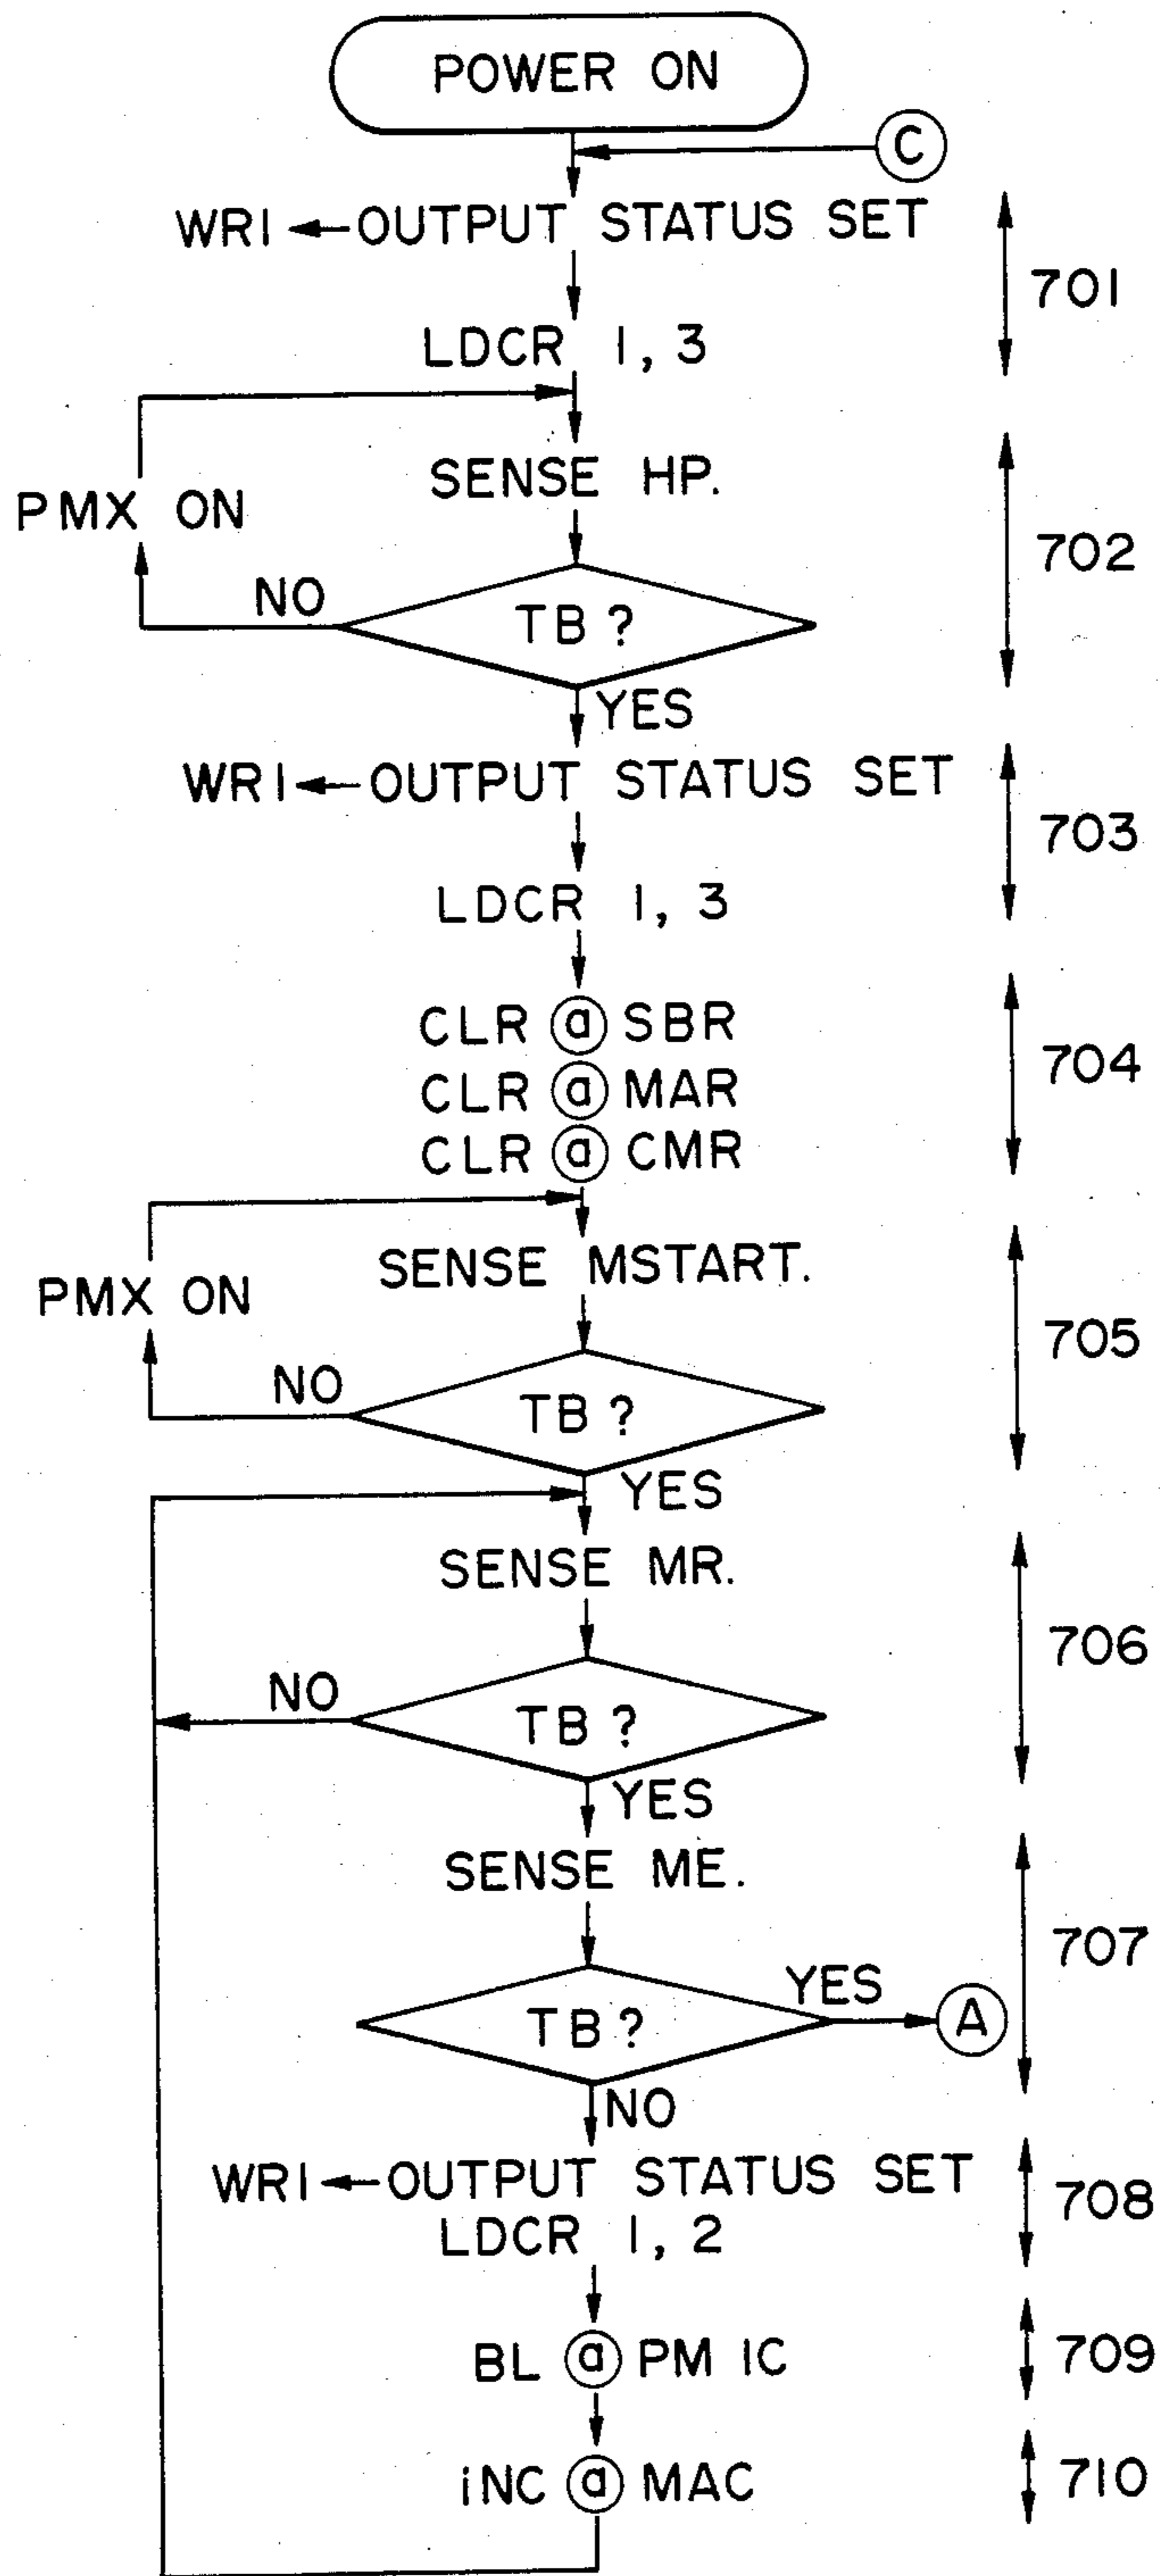 POWER ON
C
WR1←OUTPUT STATUS SET
701
LDCR 1, 3
SENSE HP.
PMX ON
702
NO
TB?
YES
WR1←OUTPUT STATUS SET
703
LDCR 1, 3
CLR @ SBR
704
CLR @ MAR
CLR @ CMR
SENSE MSTART.
PMX ON
705
NO
TB?
YES
SENSE MR.
706
NO
TB?
YES
SENSE ME.
707
YES
TB?
A
NO
WR1←OUTPUT STATUS SET
708
LDCR 1, 2
BL @ PM 1C
709
iNC @ MAC
710